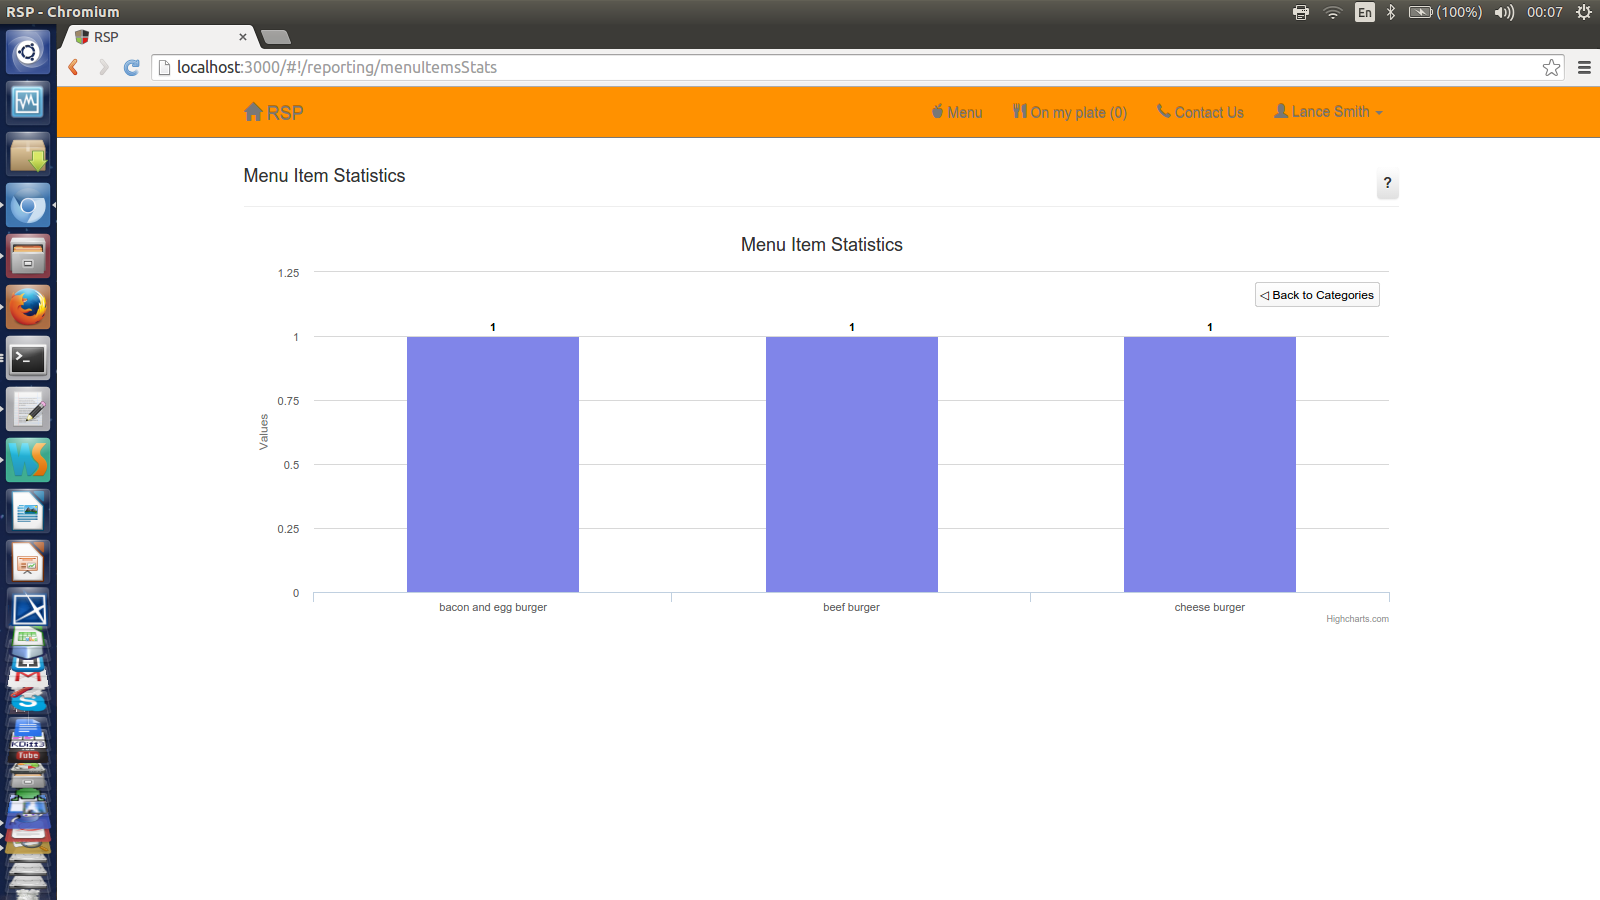 RSP - Chromium
En
(100%)
00:07
RSP
localhost:3000/#!/reporting/menuItemsStats
RSP
Menu
On my plate (0)
Contact Us
Lance Smith
Menu Item Statistics
?
Menu Item Statistics
Back to Categories
1.25
1
0.75
0.5
0.25
0
Values
1
1
1
bacon and egg burger
beef burger
cheese burger
Highcharts.com
WS
Tube